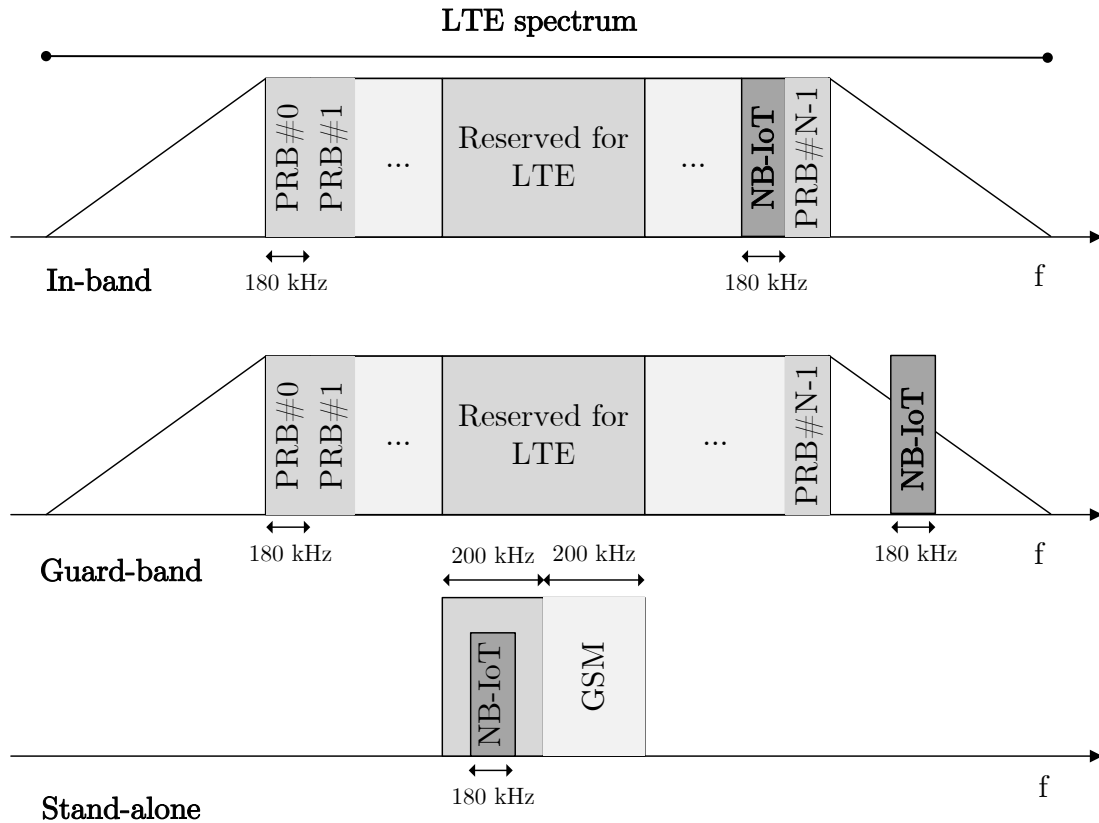 LTE spectrum
PRB#0
PRB#1
...
Reserved for
LTE
...
NB-IoT
PRB#N-1
180 kHz
180 kHz
f
In-band
PRB#0
PRB#1
...
Reserved for
LTE
...
PRB#N-1
NB-IoT
180 kHz
180 kHz
f
Guard-band
200 kHz
200 kHz
NB-IoT
GSM
180 kHz
f
Stand-alone